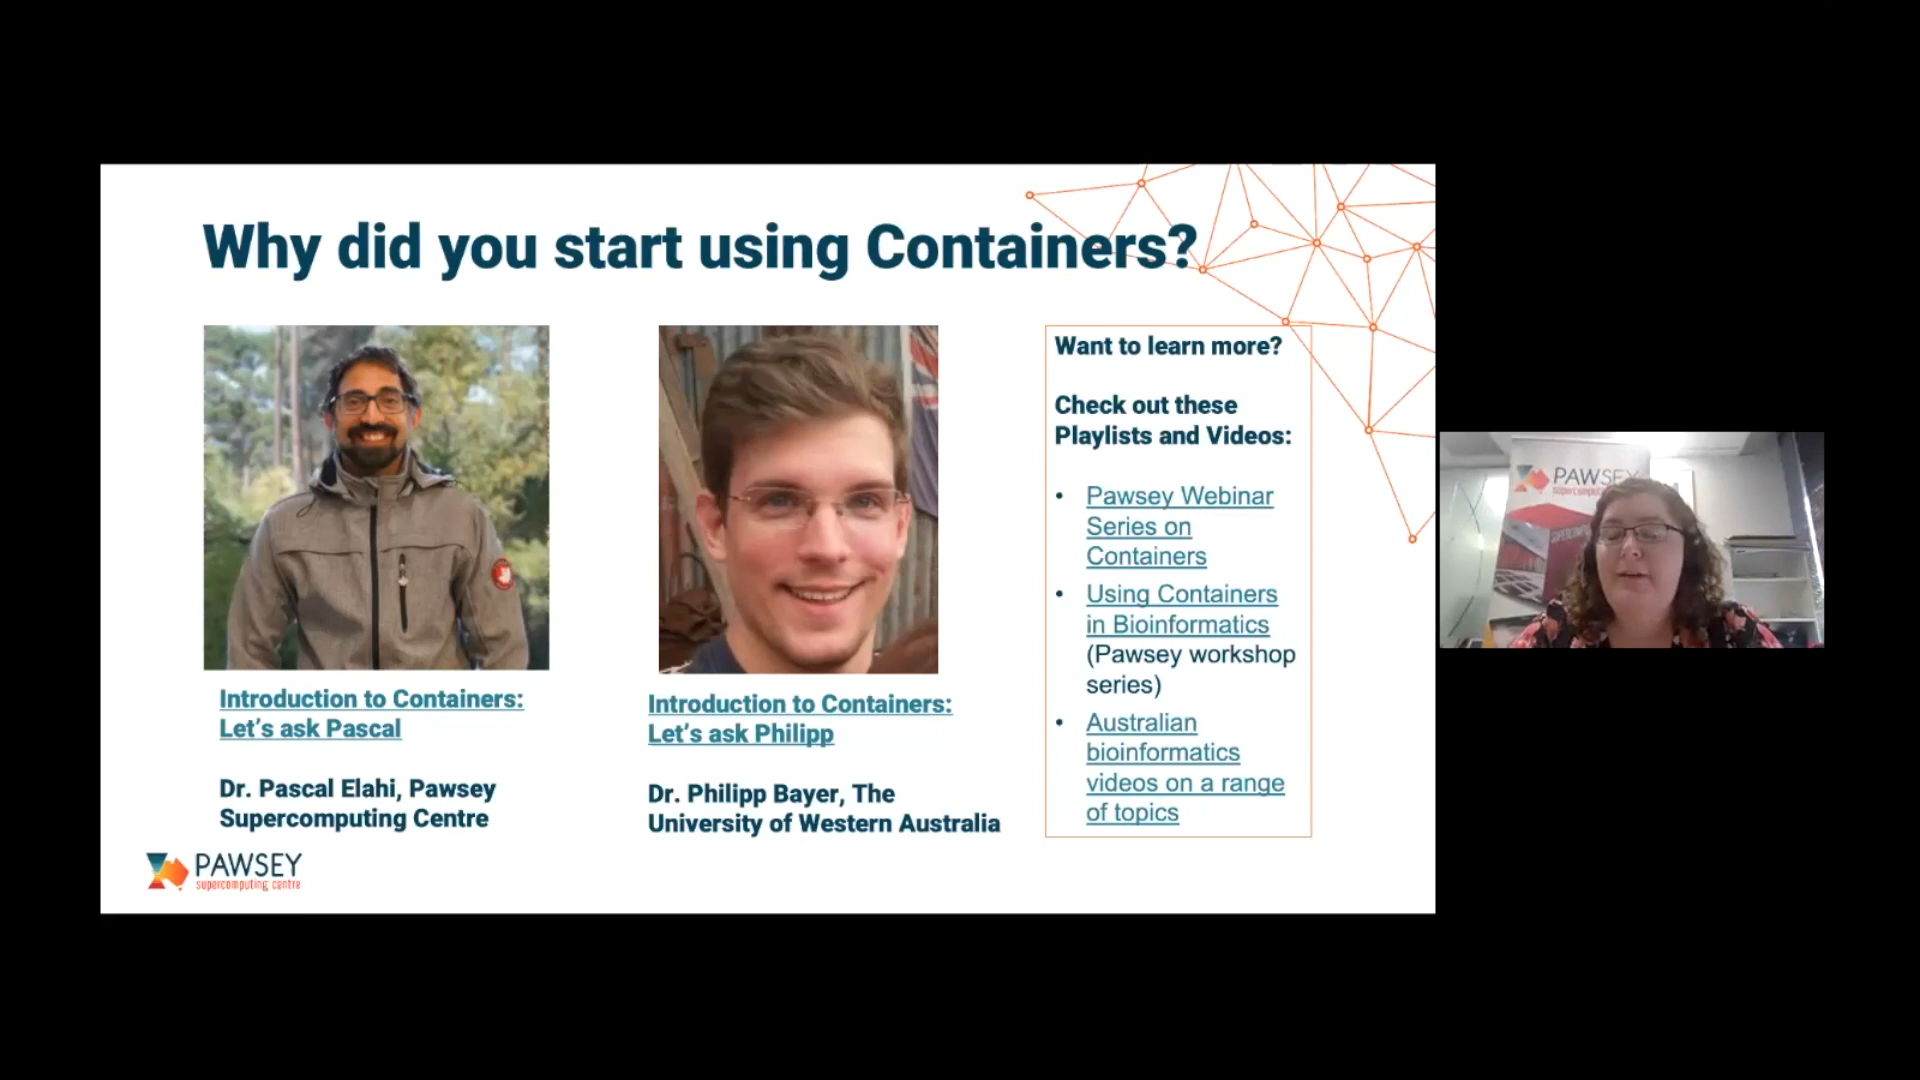 Why did you start using Containers?
Introduction to Containers:
Let's ask Pascal
Dr. Pascal Elahi, Pawsey
Supercomputing Centre
Introduction to Containers:
Let's ask Philipp
Dr. Philipp Bayer, The
University of Western Australia
Want to learn more?
Check out these
Playlists and Videos:
• Pawsey Webinar
Series on
Containers
• Using Containers
in Bioinformatics
(Pawsey workshop
series)
• Australian
bioinformatics
videos on a range
of topics
PAWSEY
supercomputing centre
PAWSEY